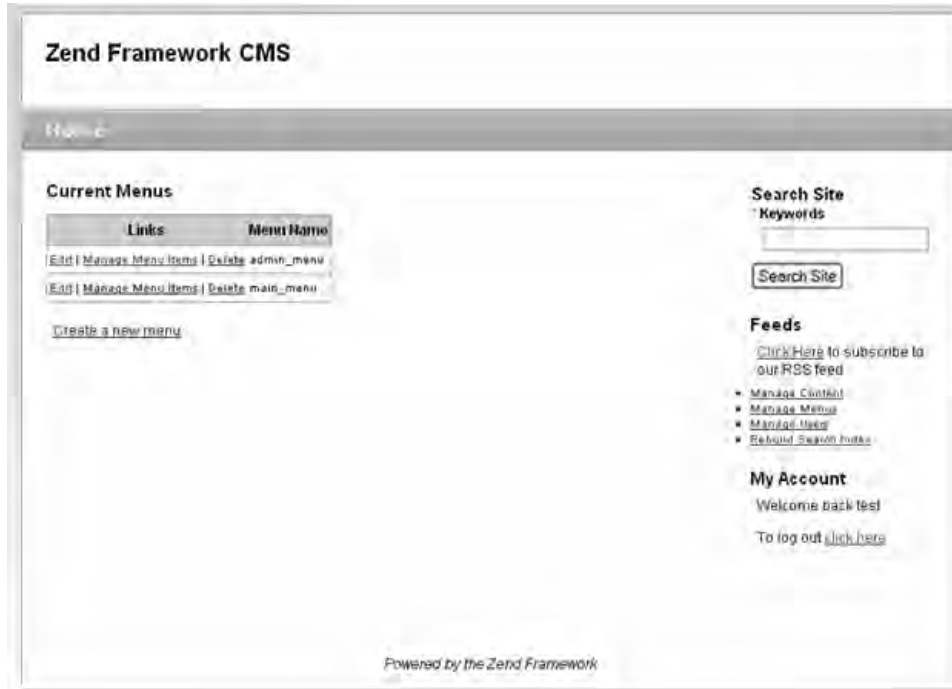 Zend Framework CMS
Home
Current Menus
Links Menu Name
Edit | Manage Menu Items | Delete admin_menu
Edit | Manage Menu Items | Delete main_menu
Create a new menu
Search Site
Keywords
Search Site
Feeds
Click Here to subscribe to
our RSS feed
Manage Content
Manage Menus
Manage Users
Rebuild Search Index
My Account
Welcome back test
To log out click here
Powered by the Zend Framework